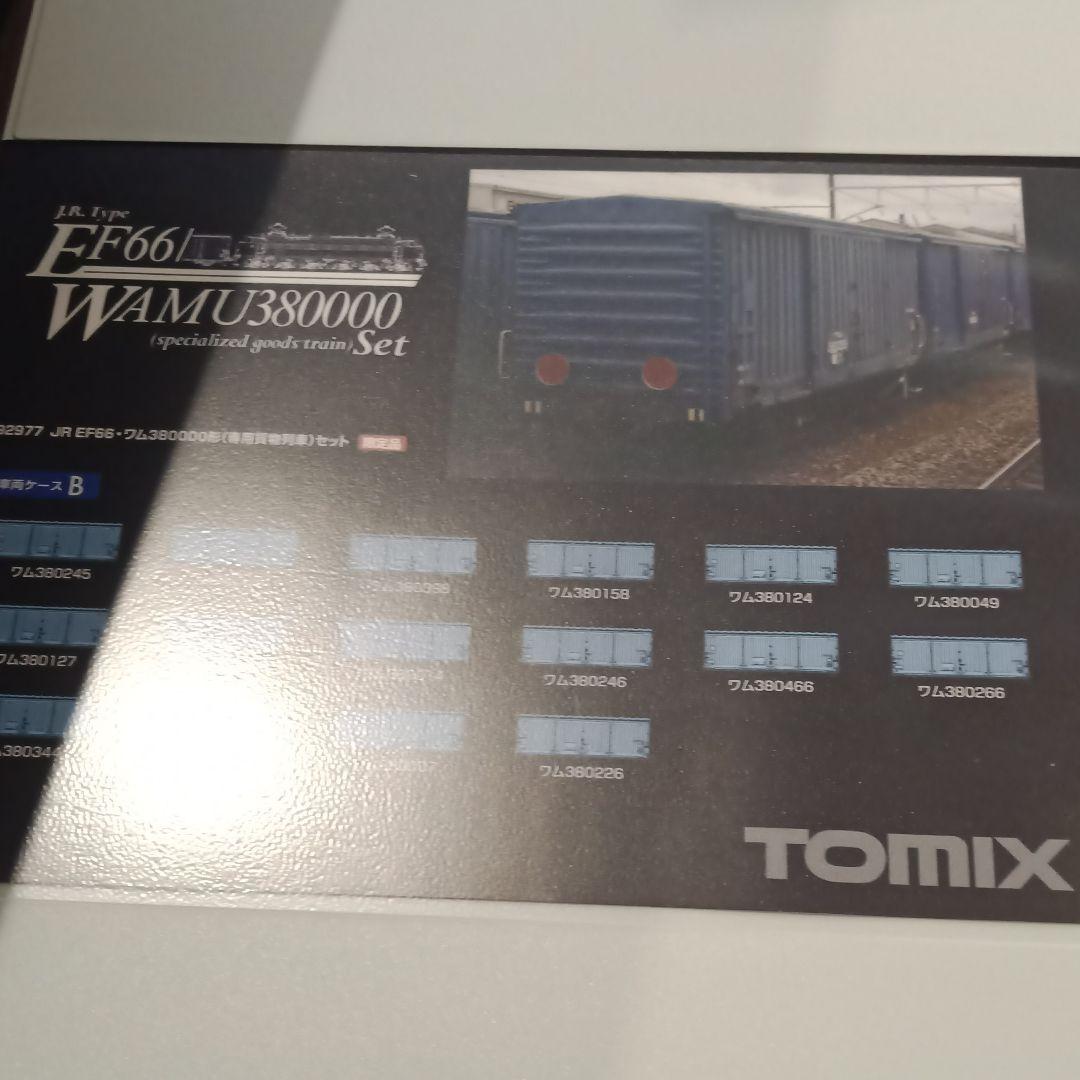 J.R. Type
EF66/
WAMU380000
(specialized goods train) Set
92977 JR EF66・ワム380000形(専用貨物列車)セット 限定品
車両ケース B
ワム380245 ワム380158 ワム380124 ワム380049
ワム380127 ワム380246 ワム380466 ワム380266
380344 ワム380226
TOMIX